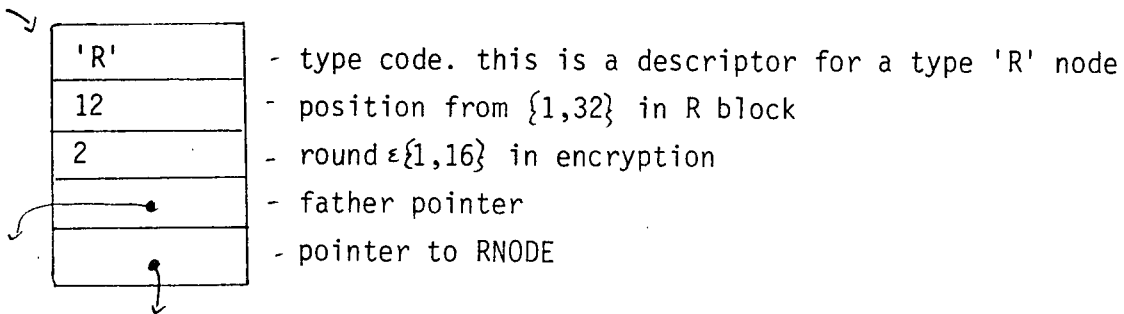 'R' - type code. this is a descriptor for a type 'R' node
12 - position from {1,32} in R block
2 - round ε{1,16} in encryption
- father pointer
- pointer to RNODE